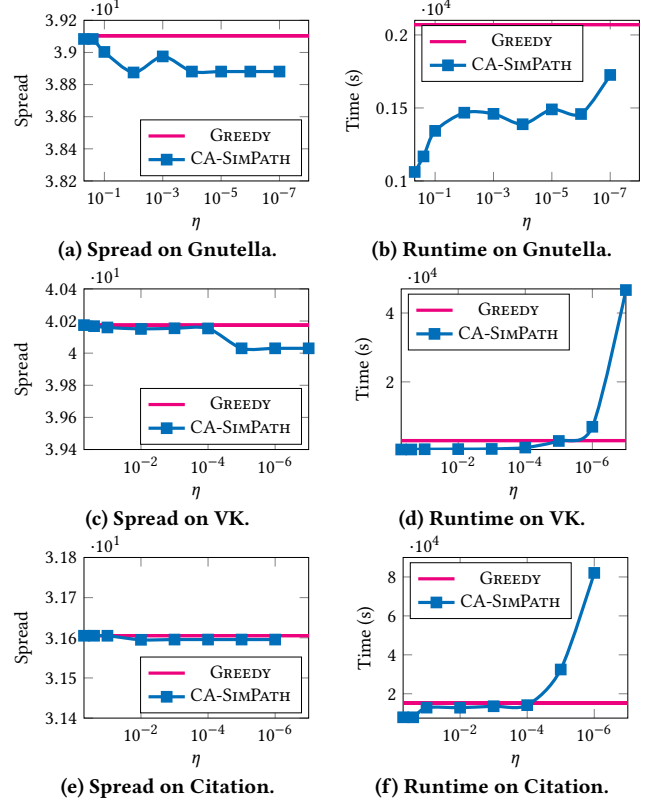 ·10^1
3.92
3.9
3.88
3.86
3.84
3.82
Spread
GREEDY
CA-SIMPATH
10^−1 10^−3 10^−5 10^−7
η
(a) Spread on Gnutella.
·10^4
0.2
0.15
0.1
Time (s)
GREEDY
CA-SIMPATH
10^−1 10^−3 10^−5 10^−7
η
(b) Runtime on Gnutella.
·10^1
4.04
4.02
4
3.98
3.96
3.94
Spread
GREEDY
CA-SIMPATH
10^−2 10^−4 10^−6
η
(c) Spread on VK.
·10^4
4
2
Time (s)
GREEDY
CA-SIMPATH
10^−2 10^−4 10^−6
η
(d) Runtime on VK.
·10^1
3.18
3.17
3.16
3.15
3.14
Spread
GREEDY
CA-SIMPATH
10^−2 10^−4 10^−6
η
(e) Spread on Citation.
·10^4
8
6
4
2
Time (s)
GREEDY
CA-SIMPATH
10^−2 10^−4 10^−6
η
(f) Runtime on Citation.